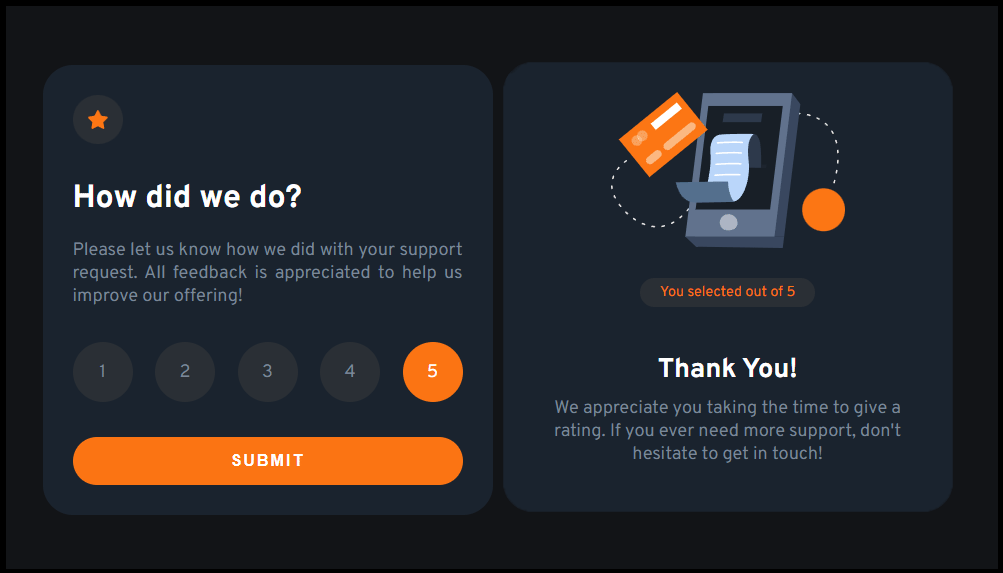 How did we do?
Please let us know how we did with your support
request. All feedback is appreciated to help us
improve our offering!
1 2 3 4 5
SUBMIT
You selected out of 5
Thank You!
We appreciate you taking the time to give a
rating. If you ever need more support, don't
hesitate to get in touch!